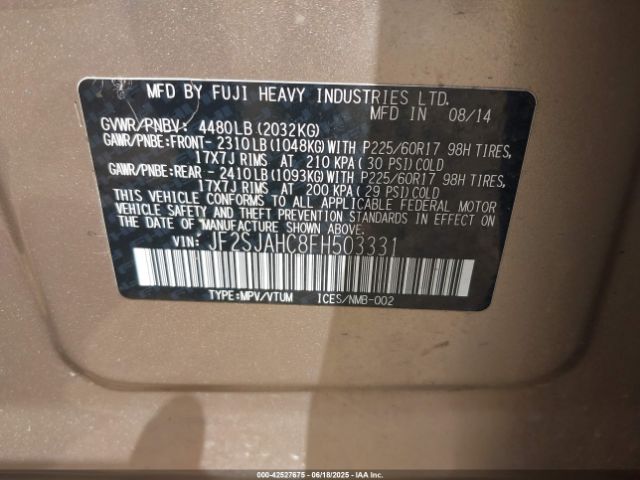 MFD BY FUJI HEAVY INDUSTRIES LTD.
MFD IN 08/14
GVWR/PNBV: 4480LB(2032KG)
GAWR/PNBE:FRONT- 2310LB(1048KG)WITH P225/60R17 98H TIRES,
17X7J RIMS AT 210 KPA(30 PSI)COLD
GAWR/PNBE:REAR -2410LB(1093KG)WITH P225/60R17 98H TIRES,
17X7J RIMS AT 200 KPA(29 PSI)COLD
THIS VEHICLE CONFORMS TO ALL APPLICABLE FEDERAL MOTOR
VEHICLE SAFETY AND THEFT PREVENTION STANDARDS IN EFFECT
ON THE DATE OF MANUFACTURE SHOWN ABOVE.
VIN: JF2SJAHC8FH503331
TYPE:MPV/VTUM ICES/NMB-002
000-42527675 - 06/18/2025 - IAA, Inc.